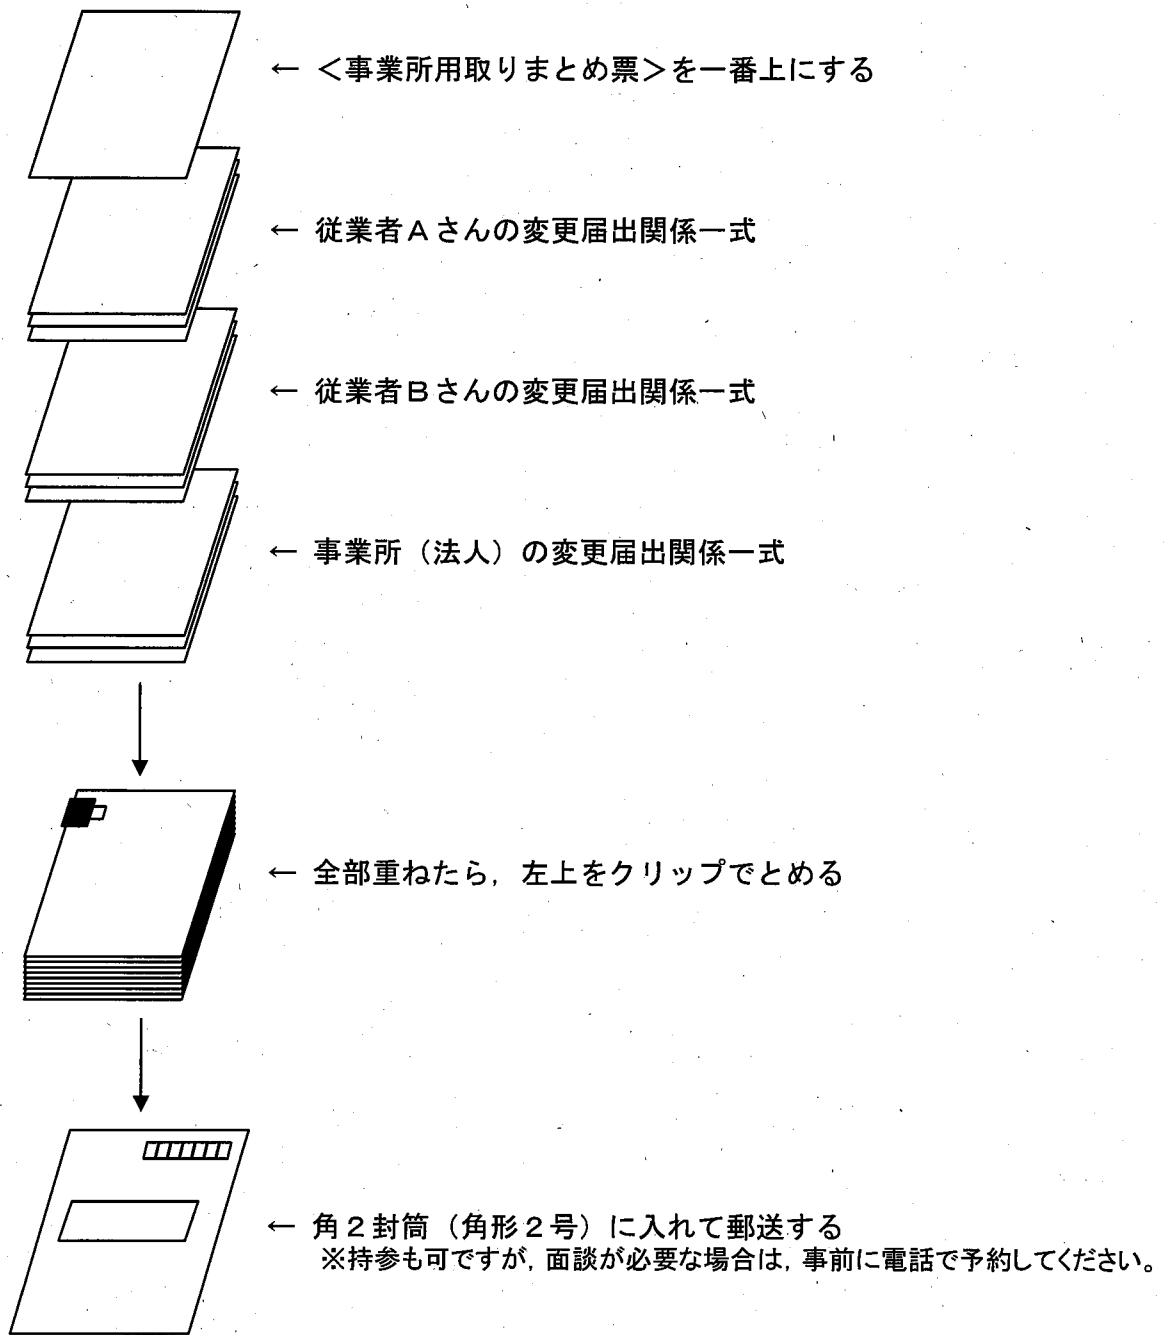 ← ＜事業所用取りまとめ票＞を一番上にする
← 従業者Ａさんの変更届出関係一式
← 従業者Ｂさんの変更届出関係一式
← 事業所（法人）の変更届出関係一式
← 全部重ねたら，左上をクリップでとめる
← 角２封筒（角形２号）に入れて郵送する
※持参も可ですが，面談が必要な場合は，事前に電話で予約してください。